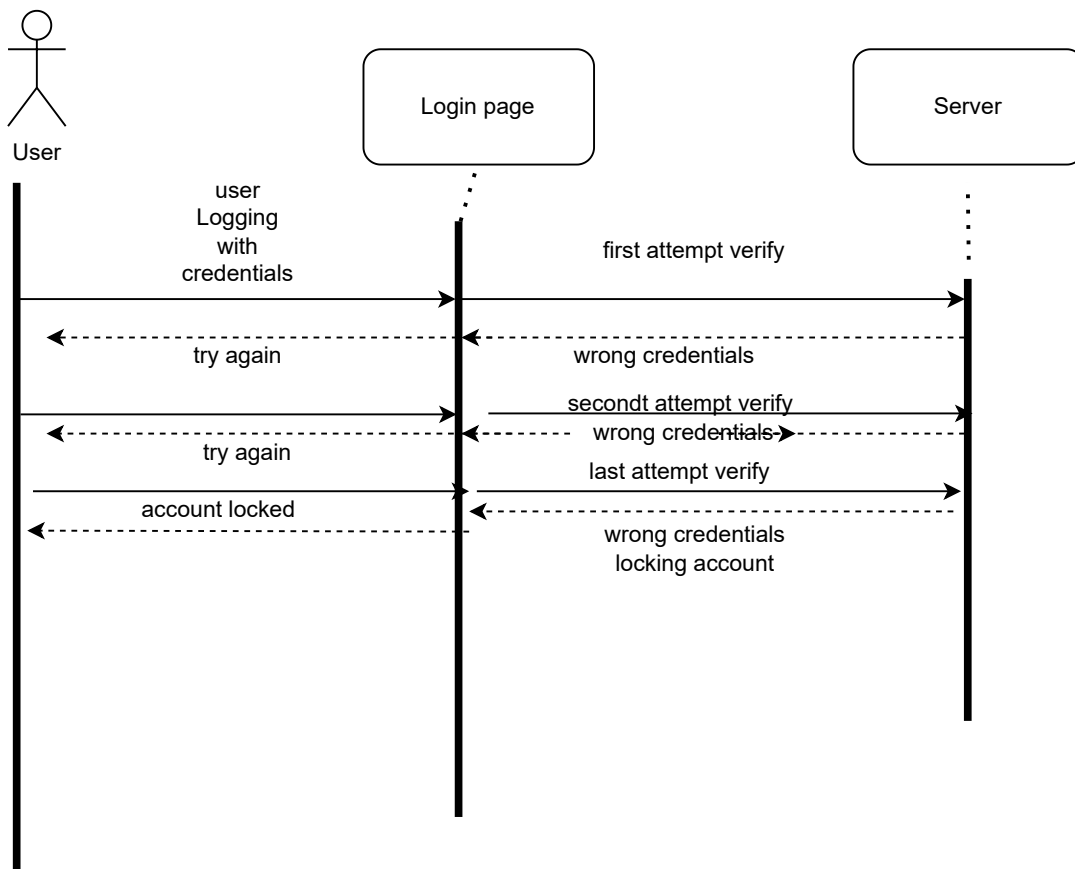 Login page
Server
User
user
Logging
with
credentials
first attempt verify
try again
wrong credentials
secondt attempt verify
wrong credentials
try again
last attempt verify
account locked
wrong credentials
locking account